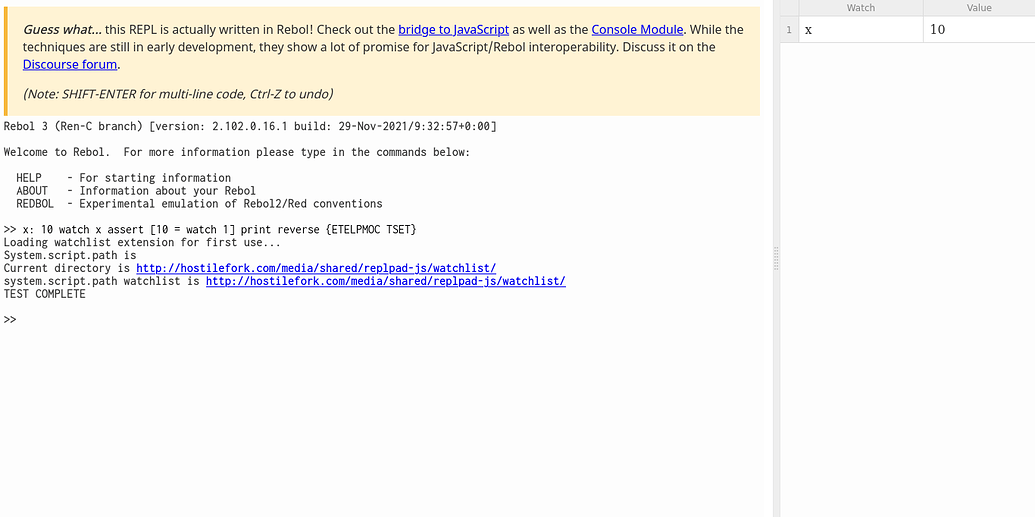 Guess what... this REPL is actually written in Rebol! Check out the bridge to JavaScript as well as the Console Module. While the
techniques are still in early development, they show a lot of promise for JavaScript/Rebol interoperability. Discuss it on the
Discourse forum.
(Note: SHIFT-ENTER for multi-line code, Ctrl-Z to undo)
Rebol 3 (Ren-C branch) [version: 2.102.0.16.1 build: 29-Nov-2021/9:32:57+0:00]
Welcome to Rebol.  For more information please type in the commands below:
HELP    - For starting information
ABOUT   - Information about your Rebol
REDBOL  - Experimental emulation of Rebol2/Red conventions
>> x: 10 watch x assert [10 = watch 1] print reverse {ETELPMOC TSET}
Loading watchlist extension for first use...
System.script.path is
Current directory is http://hostilefork.com/media/shared/replpad-js/watchlist/
system.script.path watchlist is http://hostilefork.com/media/shared/replpad-js/watchlist/
TEST COMPLETE
>>
Watch Value
1 x 10